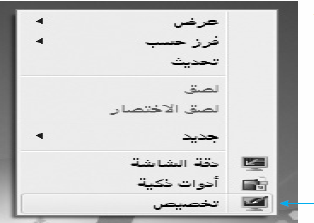 عرض
فرز حسب
تحديث
لصق
لصق الاختصار
جديد
دقة الشاشة
أدوات ذكية
تخصيص